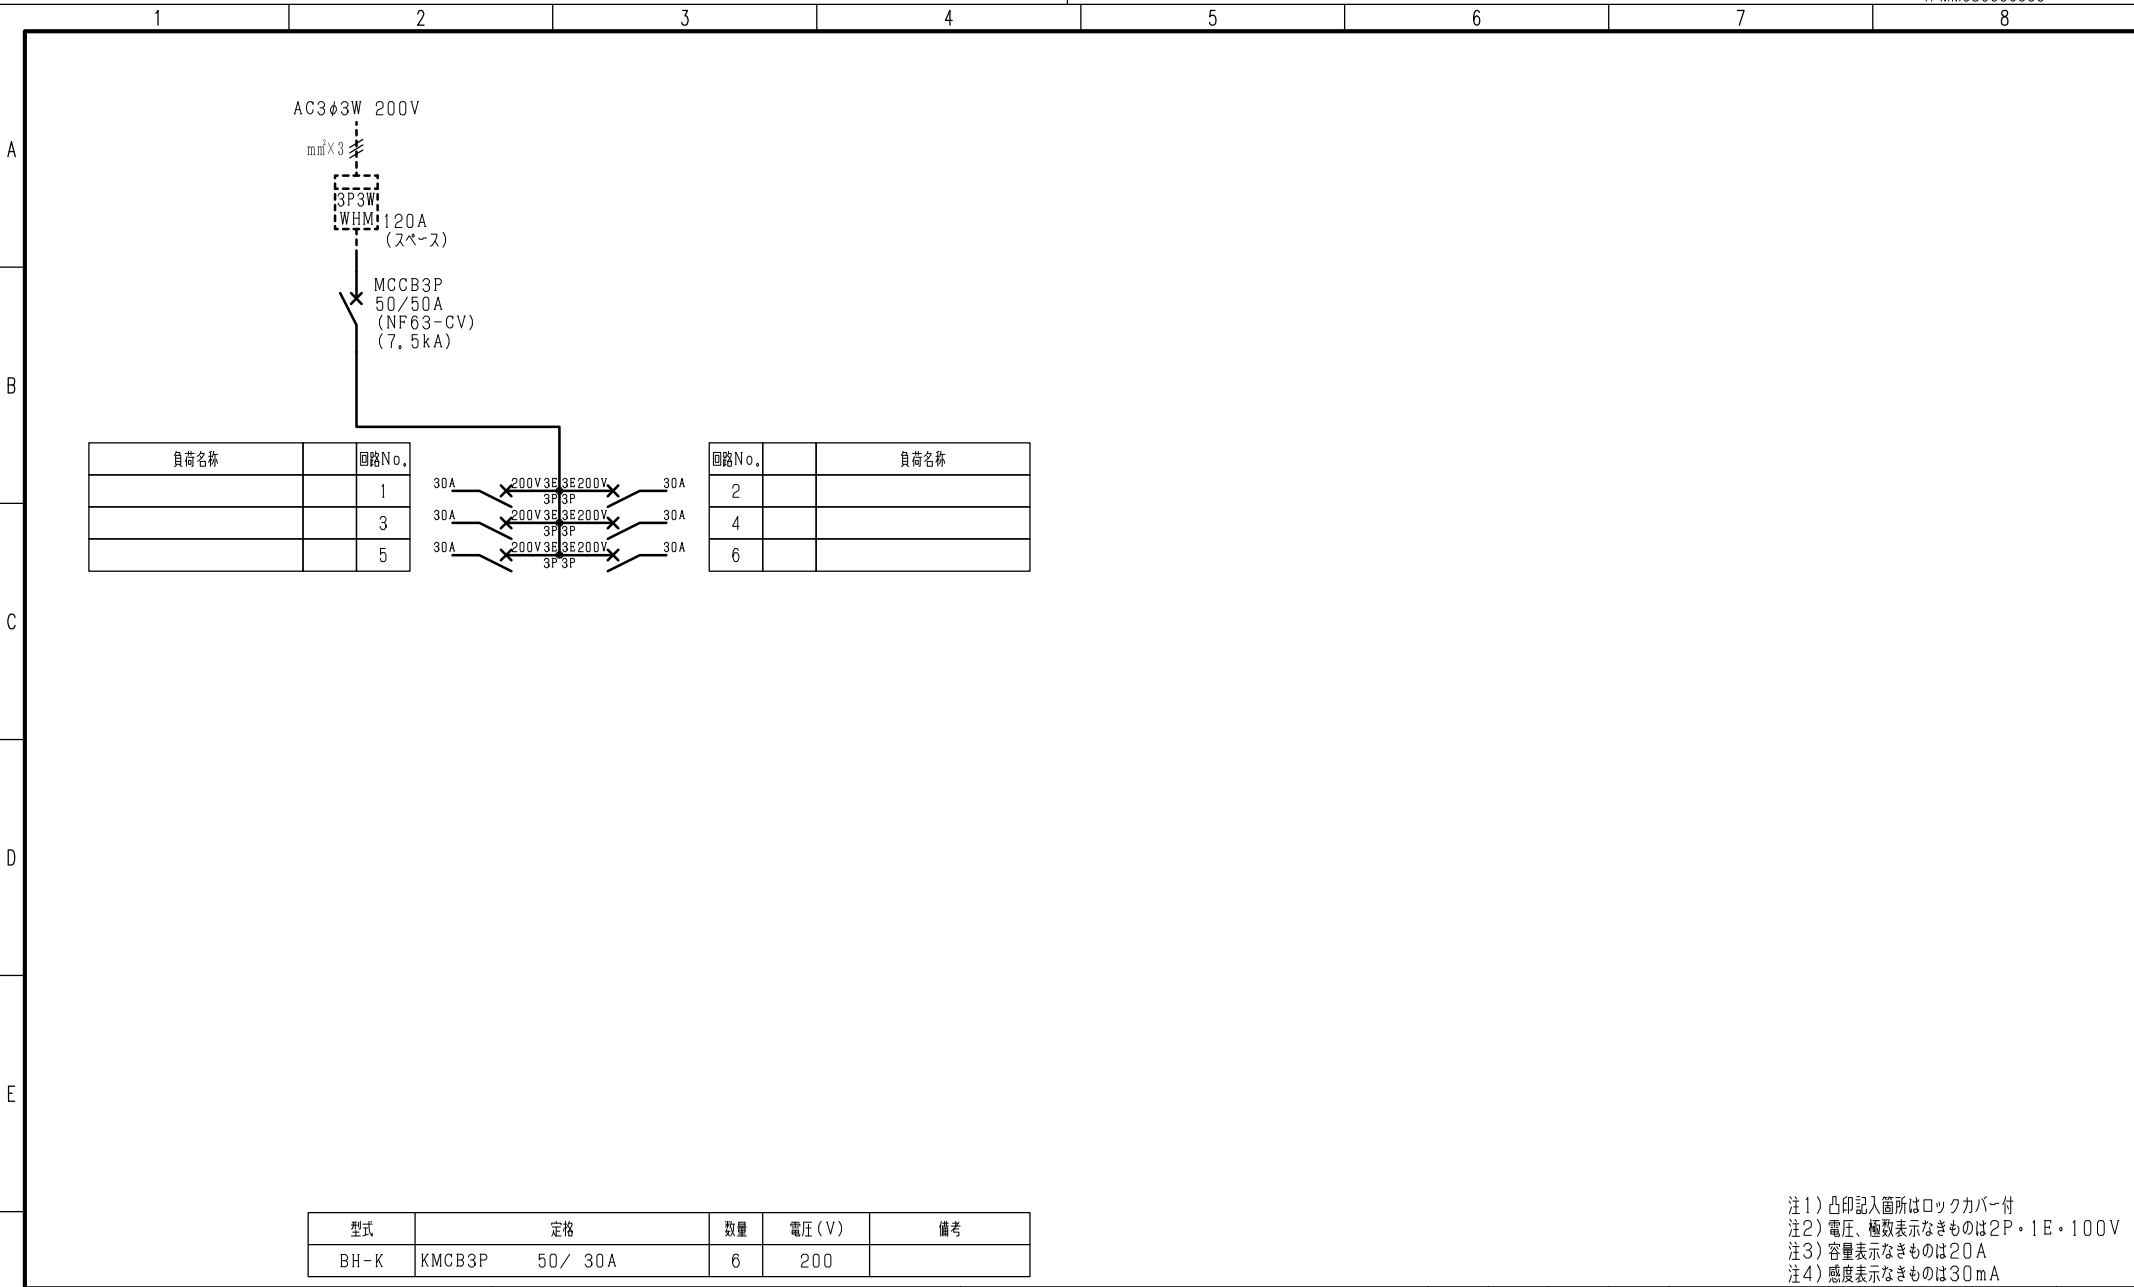 1 2 3 4 5 6 7 8
A
B
C
D
E
AC3φ3W 200V
mm²×3
3P3W
WHM
120A
(スペース)
MCCB3P
50/50A
(NF63-CV)
(7.5kA)
負荷名称 回路No.
1
3
5
30A 200V 3E 3E 200V 30A
3P 3P
30A 200V 3E 3E 200V 30A
3P 3P
30A 200V 3E 3E 200V 30A
3P 3P
回路No. 負荷名称
2
4
6
型式 定格 数量 電圧(V) 備考
BH-K KMCB3P 50/ 30A 6 200
注1)凸印記入箇所はロックカバー付
注2)電圧、極数表示なきものは2P・1E・100V
注3)容量表示なきものは20A
注4)感度表示なきものは30mA